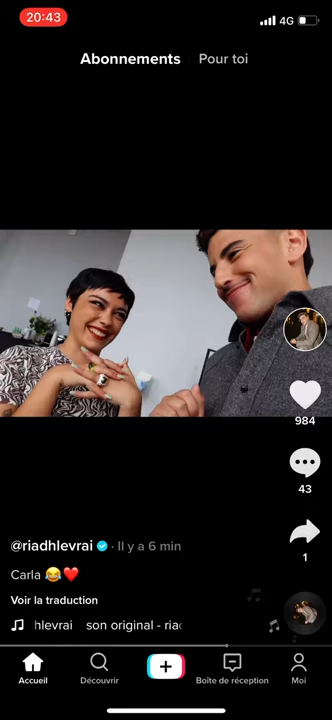 20:43
4G
Abonnements
Pour toi
984
43
1
@riadhlevrai · Il y a 6 min
Carla 😂❤️
Voir la traduction
hlevrai son original - riad
Accueil
Découvrir
Boîte de réception
Moi